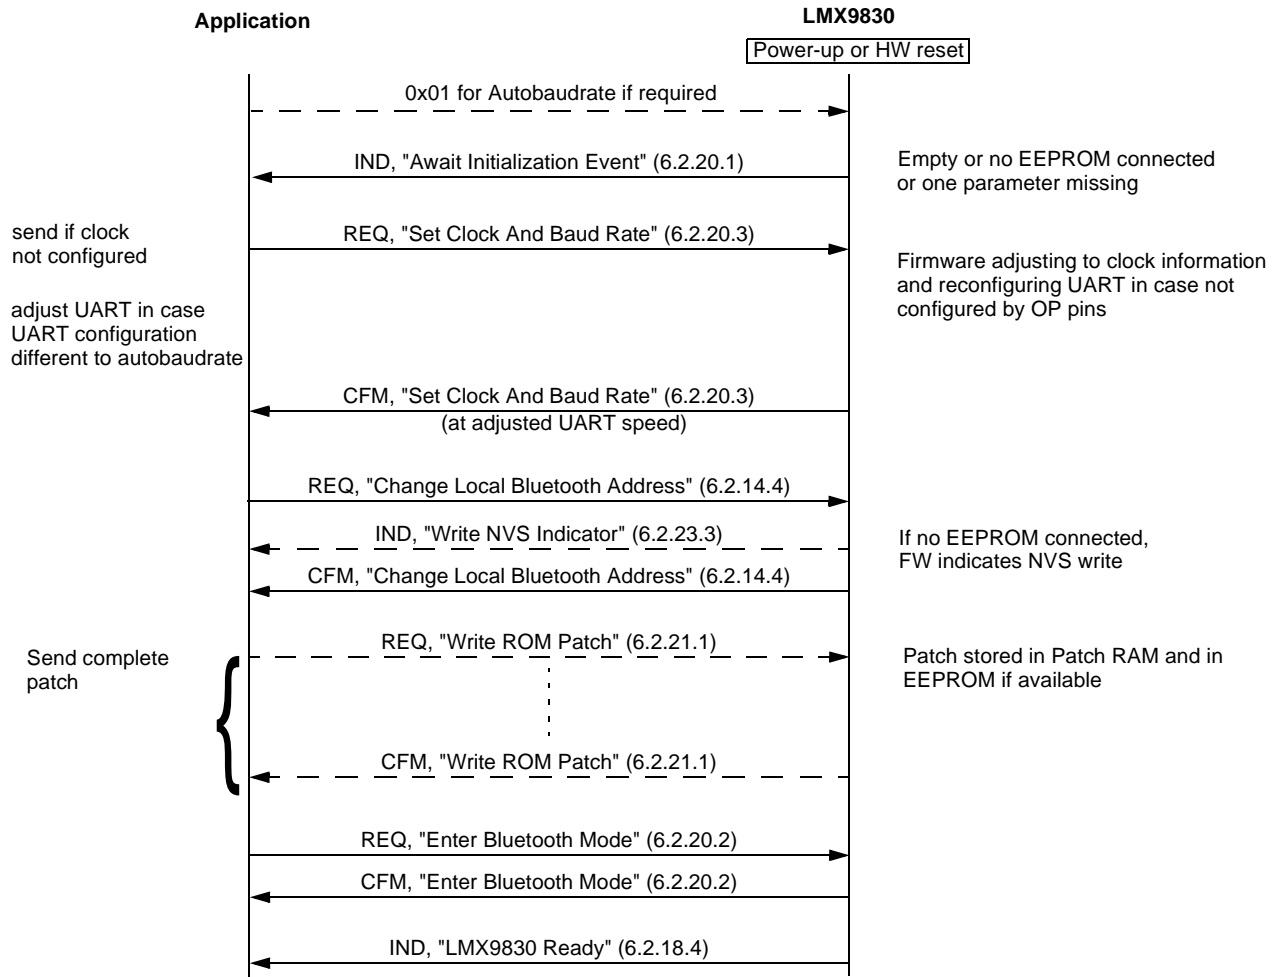 Application
LMX9830
Power-up or HW reset
0x01 for Autobaudrate if required
IND, "Await Initialization Event" (6.2.20.1)
Empty or no EEPROM connected
or one parameter missing
send if clock
not configured
REQ, "Set Clock And Baud Rate" (6.2.20.3)
Firmware adjusting to clock information
and reconfiguring UART in case not
configured by OP pins
adjust UART in case
UART configuration
different to autobaudrate
CFM, "Set Clock And Baud Rate" (6.2.20.3)
(at adjusted UART speed)
REQ, "Change Local Bluetooth Address" (6.2.14.4)
IND, "Write NVS Indicator" (6.2.23.3)
If no EEPROM connected,
FW indicates NVS write
CFM, "Change Local Bluetooth Address" (6.2.14.4)
REQ, "Write ROM Patch" (6.2.21.1)
Send complete
patch
Patch stored in Patch RAM and in
EEPROM if available
CFM, "Write ROM Patch" (6.2.21.1)
REQ, "Enter Bluetooth Mode" (6.2.20.2)
CFM, "Enter Bluetooth Mode" (6.2.20.2)
IND, "LMX9830 Ready" (6.2.18.4)